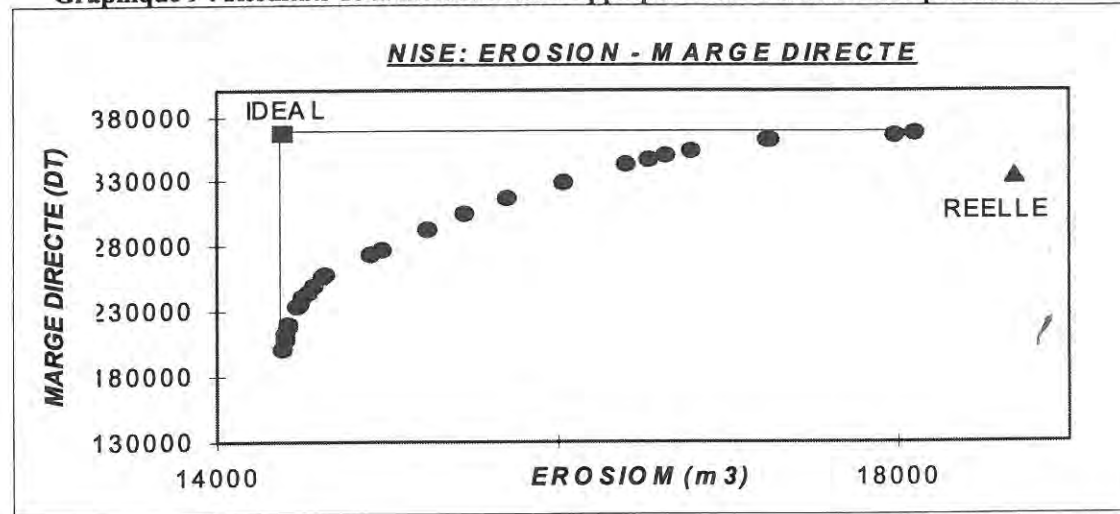 NISE: EROSION - MARGE DIRECTE
IDEAL
380000
330000
280000
230000
180000
130000
MARGE DIRECTE (DT)
REELLE
14000
EROSIOM (m3)
18000